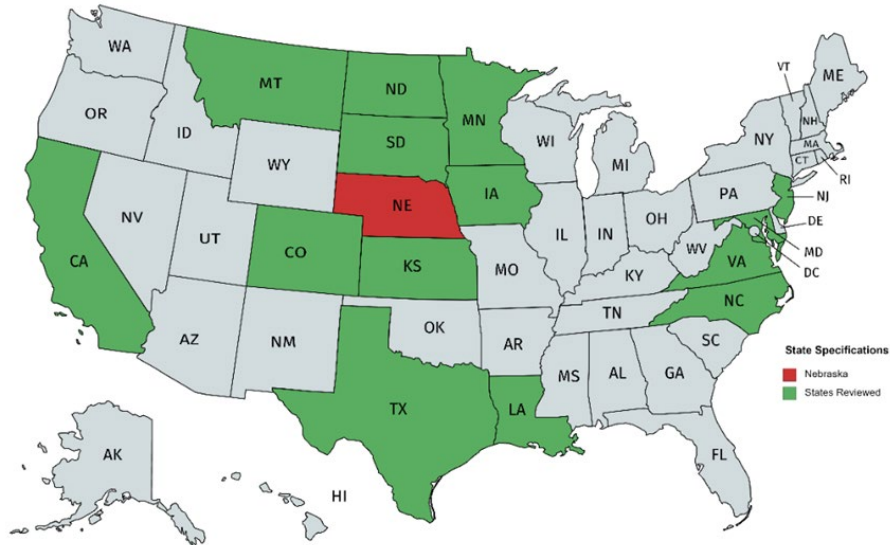 WA
MT
ND
MN
VT
ME
OR
ID
SD
WI
MI
NY
NH
MA
CT
RI
WY
NE
IA
PA
NJ
NV
UT
CO
KS
IL
IN
OH
WV
DE
MD
DC
CA
MO
KY
VA
NC
AZ
NM
OK
AR
TN
SC
TX
LA
MS
AL
GA
FL
AK
HI
State Specifications
Nebraska
States Reviewed